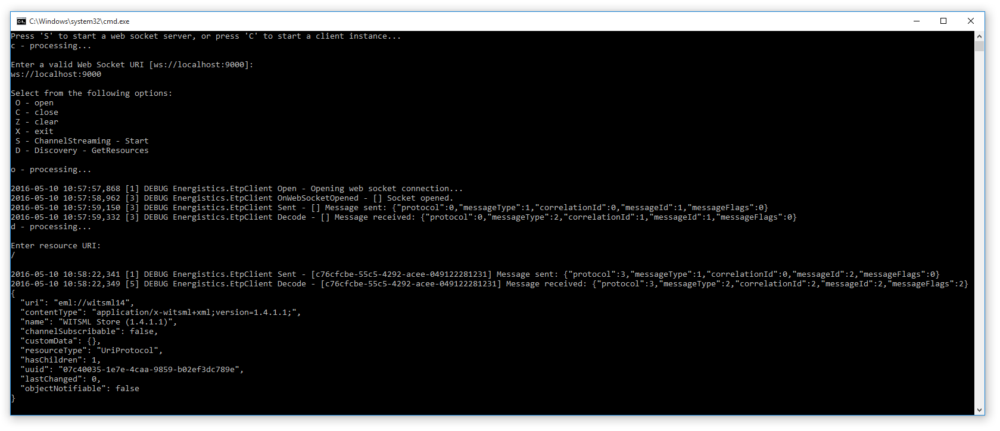 C:\Windows\system32\cmd.exe
Press 'S' to start a web socket server, or press 'C' to start a client instance...
c - processing...
Enter a valid Web Socket URI [ws://localhost:9000]:
ws://localhost:9000
Select from the following options:
O - open
C - close
Z - clear
X - exit
S - ChannelStreaming - Start
D - Discovery - GetResources
o - processing...
2016-05-10 10:57:57,868 [1] DEBUG Energistics.EtpClient Open - Opening web socket connection...
2016-05-10 10:57:58,962 [3] DEBUG Energistics.EtpClient OnWebSocketOpened - [] Socket opened.
2016-05-10 10:57:59,150 [3] DEBUG Energistics.EtpClient Sent - [] Message sent: {"protocol":0,"messageType":1,"correlationId":0,"messageId":1,"messageFlags":0}
2016-05-10 10:57:59,332 [3] DEBUG Energistics.EtpClient Decode - [] Message received: {"protocol":0,"messageType":2,"correlationId":1,"messageId":1,"messageFlags":0}
d - processing...
Enter resource URI:
/
2016-05-10 10:58:22,341 [1] DEBUG Energistics.EtpClient Sent - [c76cfcbe-55c5-4292-acee-049122281231] Message sent: {"protocol":3,"messageType":1,"correlationId":0,"messageId":2,"messageFlags":0}
2016-05-10 10:58:22,349 [5] DEBUG Energistics.EtpClient Decode - [c76cfcbe-55c5-4292-acee-049122281231] Message received: {"protocol":3,"messageType":2,"correlationId":2,"messageId":2,"messageFlags":2}
{
"uri": "eml://witsml14",
"contentType": "application/x-witsml+xml;version=1.4.1.1;",
"name": "WITSML Store (1.4.1.1)",
"channelSubscribable": false,
"customData": {},
"resourceType": "UriProtocol",
"hasChildren": 1,
"uuid": "07c40035-1e7e-4caa-9859-b02ef3dc789e",
"lastChanged": 0,
"objectNotifiable": false
}